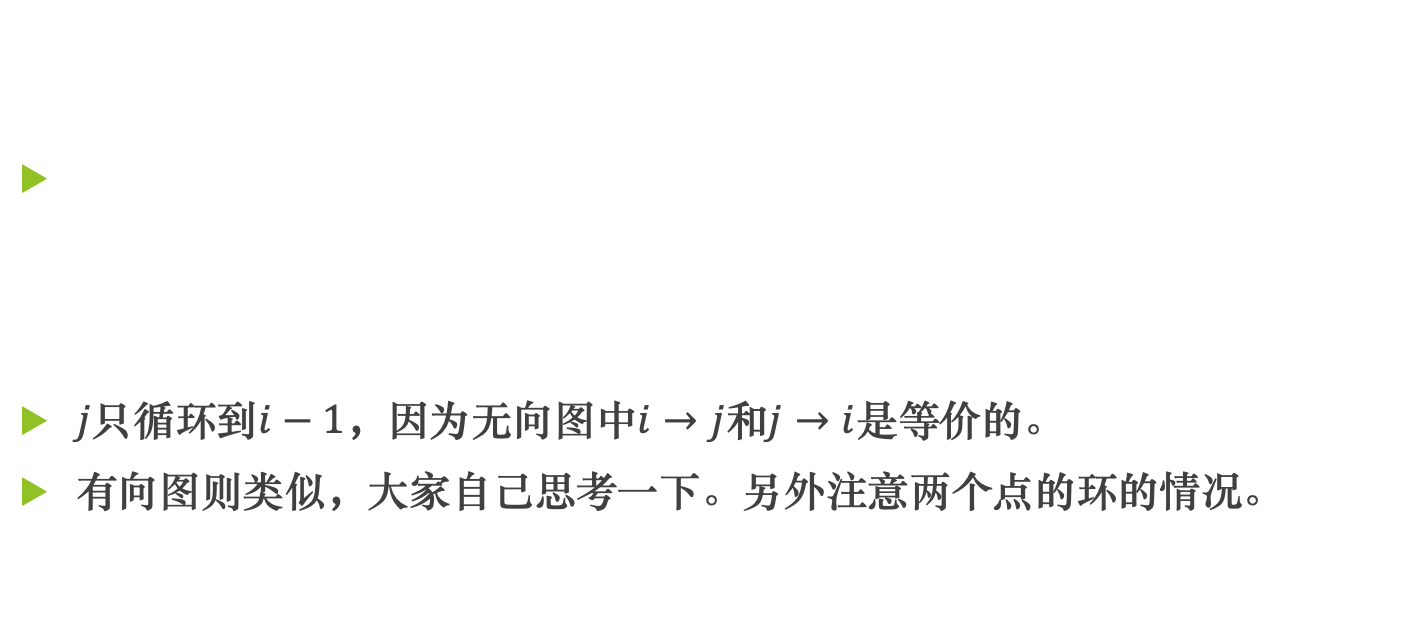 j只循环到i − 1，因为无向图中i → j和j → i是等价的。
有向图则类似，大家自己思考一下。另外注意两个点的环的情况。